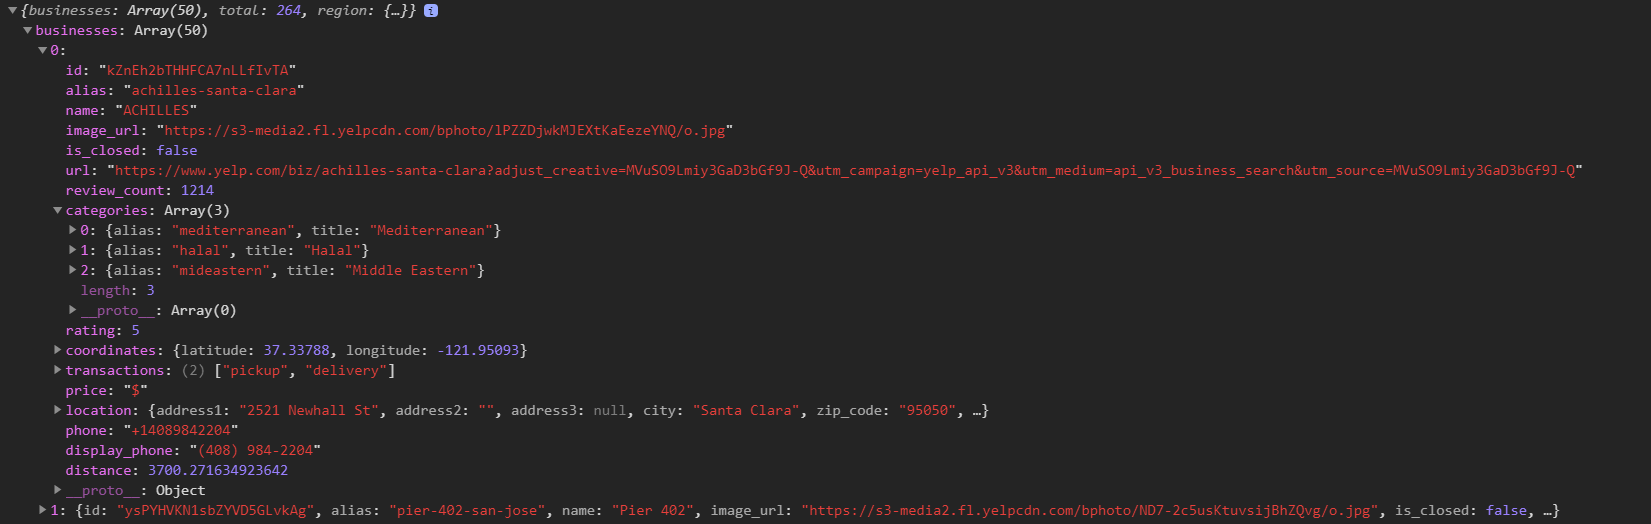 {businesses: Array(50), total: 264, region: {…}} i
businesses: Array(50)
0:
id: "kZnEh2bTHHFCA7nLLfIvTA"
alias: "achilles-santa-clara"
name: "ACHILLES"
image_url: "https://s3-media2.fl.yelpcdn.com/bphoto/lPZZDjwkMJEXtKaEezeYNQ/o.jpg"
is_closed: false
url: "https://www.yelp.com/biz/achilles-santa-clara?adjust_creative=MVuSO9Lmiy3GaD3bGf9J-Q&utm_campaign=yelp_api_v3&utm_medium=api_v3_business_search&utm_source=MVuSO9Lmiy3GaD3bGf9J-Q"
review_count: 1214
categories: Array(3)
0: {alias: "mediterranean", title: "Mediterranean"}
1: {alias: "halal", title: "Halal"}
2: {alias: "mideastern", title: "Middle Eastern"}
length: 3
__proto__: Array(0)
rating: 5
coordinates: {latitude: 37.33788, longitude: -121.95093}
transactions: (2) ["pickup", "delivery"]
price: "$"
location: {address1: "2521 Newhall St", address2: "", address3: null, city: "Santa Clara", zip_code: "95050", …}
phone: "+14089842204"
display_phone: "(408) 984-2204"
distance: 3700.271634923642
__proto__: Object
1: {id: "ysPYHVKN1sbZYVD5GLvkAg", alias: "pier-402-san-jose", name: "Pier 402", image_url: "https://s3-media2.fl.yelpcdn.com/bphoto/ND7-2c5usKtuvsijBhZQvg/o.jpg", is_closed: false, …}